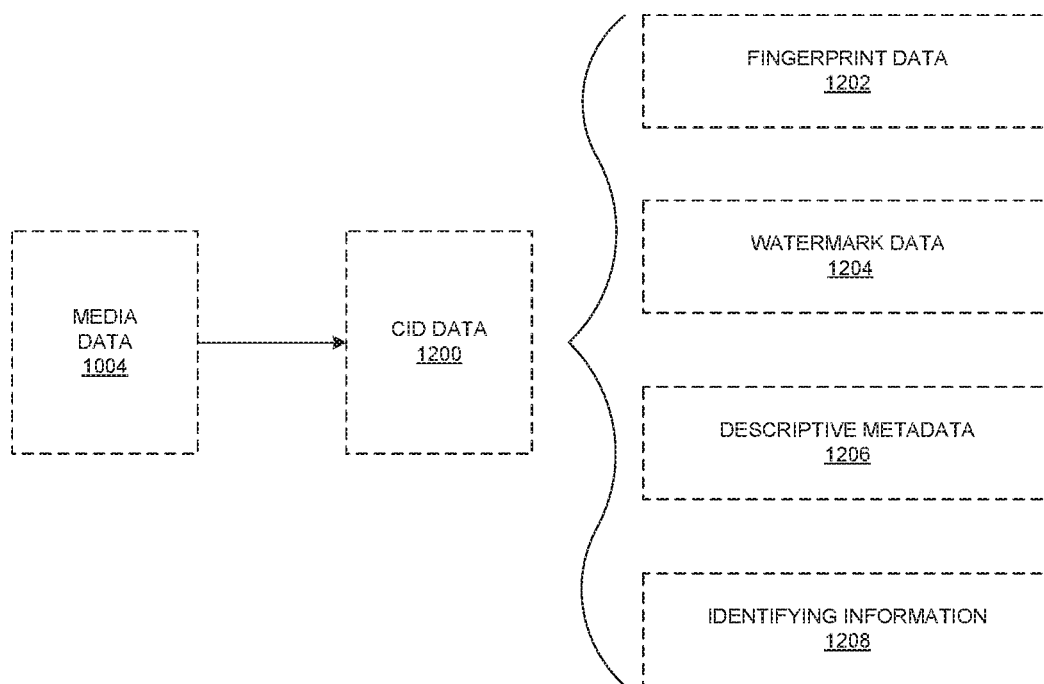 MEDIA
DATA
1004
CID DATA
1200
FINGERPRINT DATA
1202
WATERMARK DATA
1204
DESCRIPTIVE METADATA
1206
IDENTIFYING INFORMATION
1208